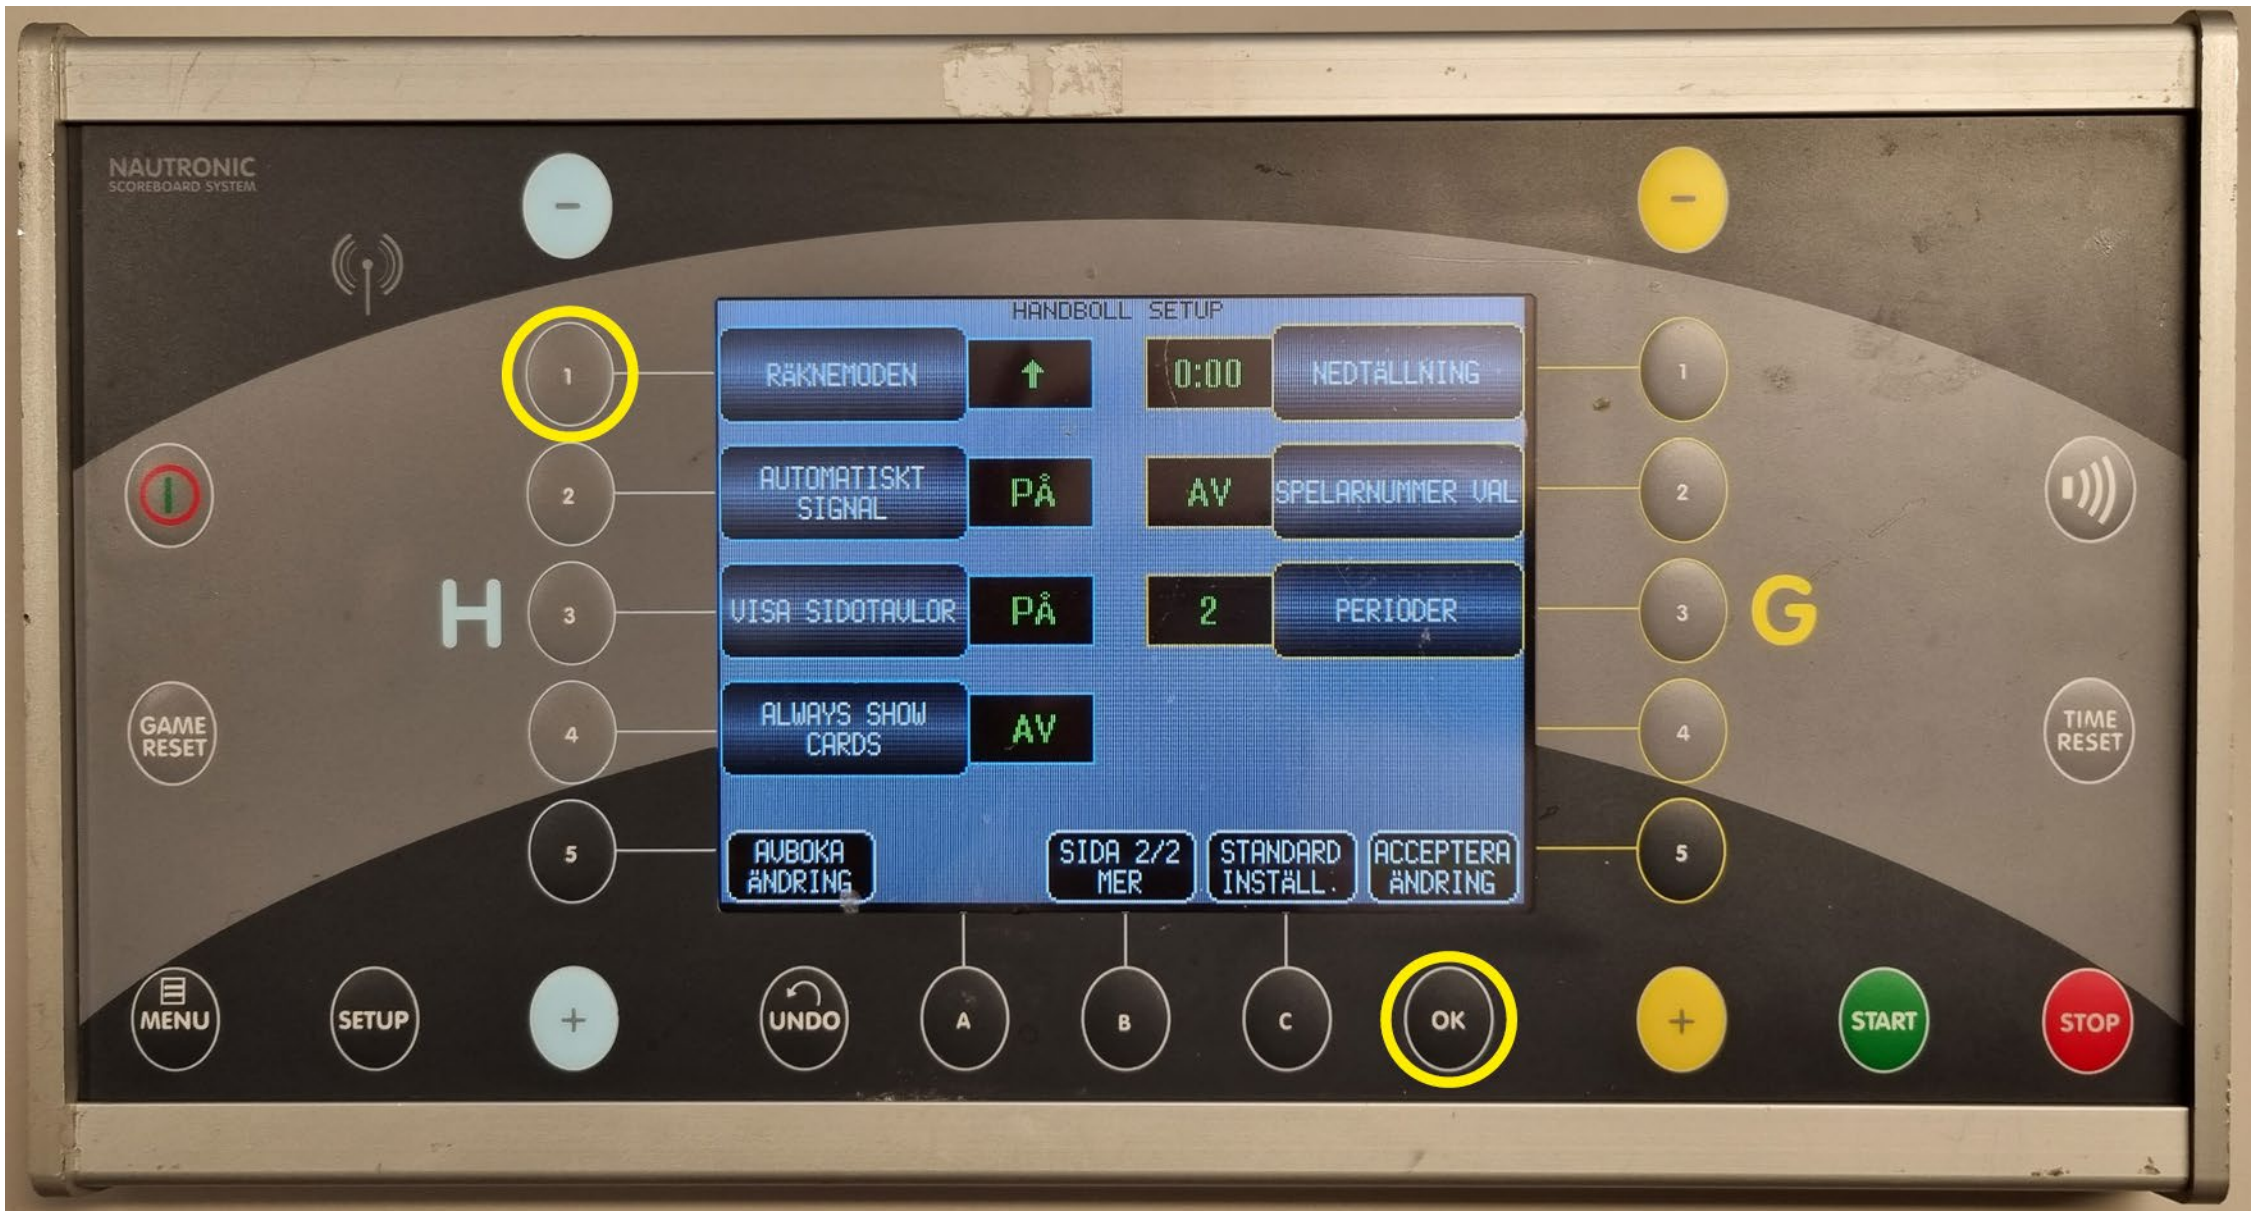 NAUTRONIC
SCOREBOARD SYSTEM
-
-
HANDBOLL SETUP
1
RÄKNEMODEN
↑
0:00
NEDTÄLLNING
1
2
AUTOMATISKT
SIGNAL
PÅ
AV
SPELARNUMMER VAL
2
H
3
VISA SIDOTAVLOR
PÅ
2
PERIODER
3
G
GAME
RESET
4
ALWAYS SHOW
CARDS
AV
4
TIME
RESET
5
AVBOKA
ÄNDRING
SIDA 2/2
MER
STANDARD
INSTÄLL.
ACCEPTERA
ÄNDRING
5
MENU
SETUP
+
UNDO
A
B
C
OK
+
START
STOP